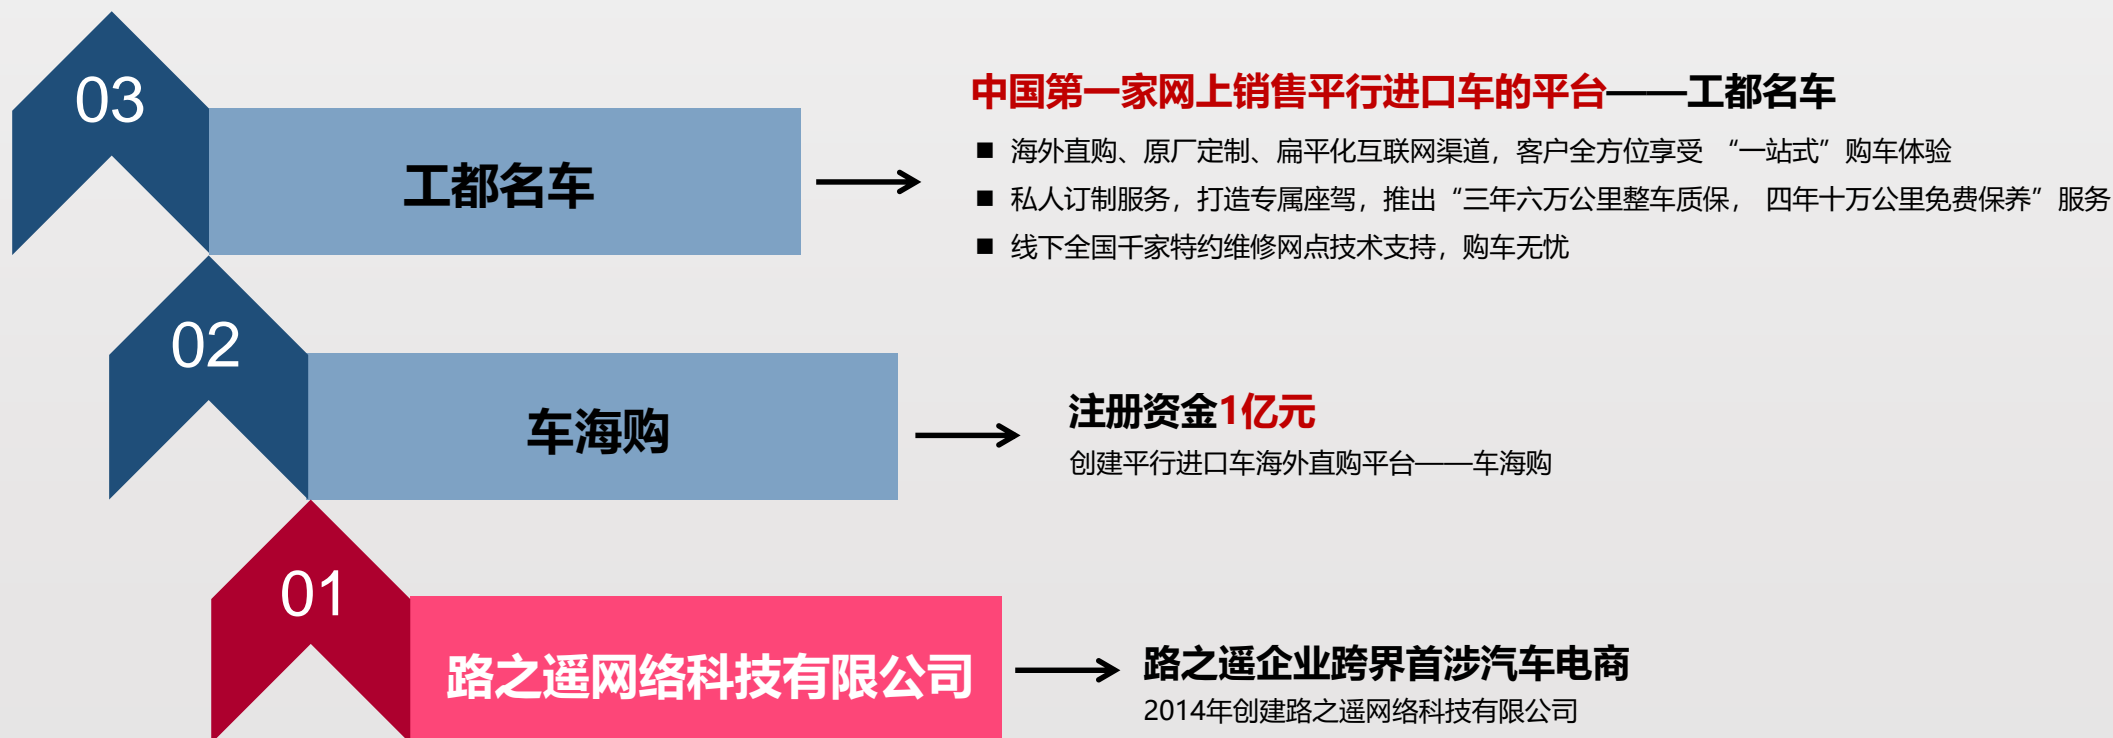 03
工都名车
中国第一家网上销售平行进口车的平台——工都名车
■ 海外直购、原厂定制、扁平化互联网渠道，客户全方位享受 “一站式”购车体验
■ 私人订制服务，打造专属座驾，推出“三年六万公里整车质保， 四年十万公里免费保养”服务
■ 线下全国千家特约维修网点技术支持，购车无忧
02
车海购
注册资金1亿元
创建平行进口车海外直购平台——车海购
01
路之遥网络科技有限公司
路之遥企业跨界首涉汽车电商
2014年创建路之遥网络科技有限公司